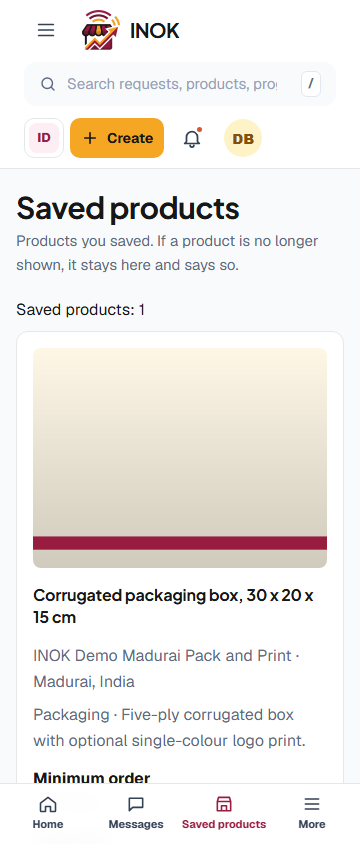 INOK
Search requests, products, pro
/
ID
Create
DB
Saved products
Products you saved. If a product is no longer
shown, it stays here and says so.
Saved products: 1
Corrugated packaging box, 30 x 20 x
15 cm
INOK Demo Madurai Pack and Print ·
Madurai, India
Packaging · Five-ply corrugated box
with optional single-colour logo print.
Minimum order
Home
Messages
Saved products
More